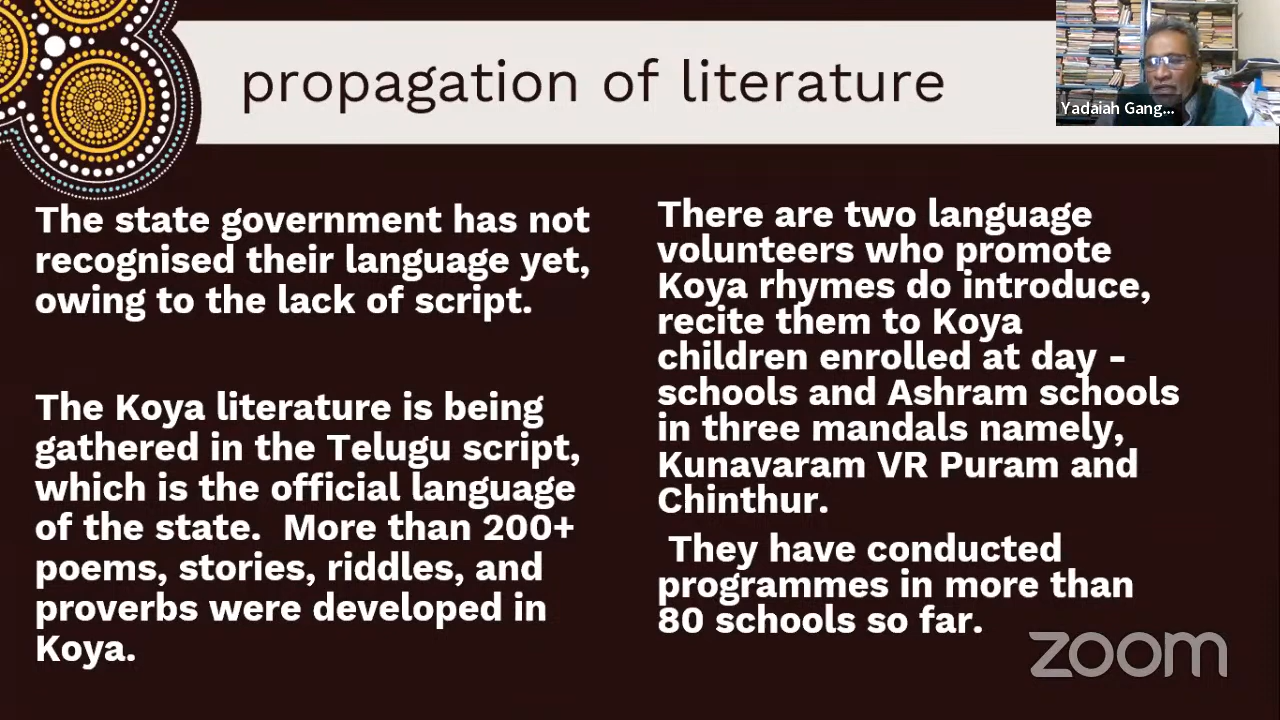 propagation of literature
Yadaiah Gang...
The state government has not
recognised their language yet,
owing to the lack of script.
The Koya literature is being
gathered in the Telugu script,
which is the official language
of the state.  More than 200+
poems, stories, riddles, and
proverbs were developed in
Koya.
There are two language
volunteers who promote
Koya rhymes do introduce,
recite them to Koya
children enrolled at day -
schools and Ashram schools
in three mandals namely,
Kunavaram VR Puram and
Chinthur.
They have conducted
programmes in more than
80 schools so far.
zoom